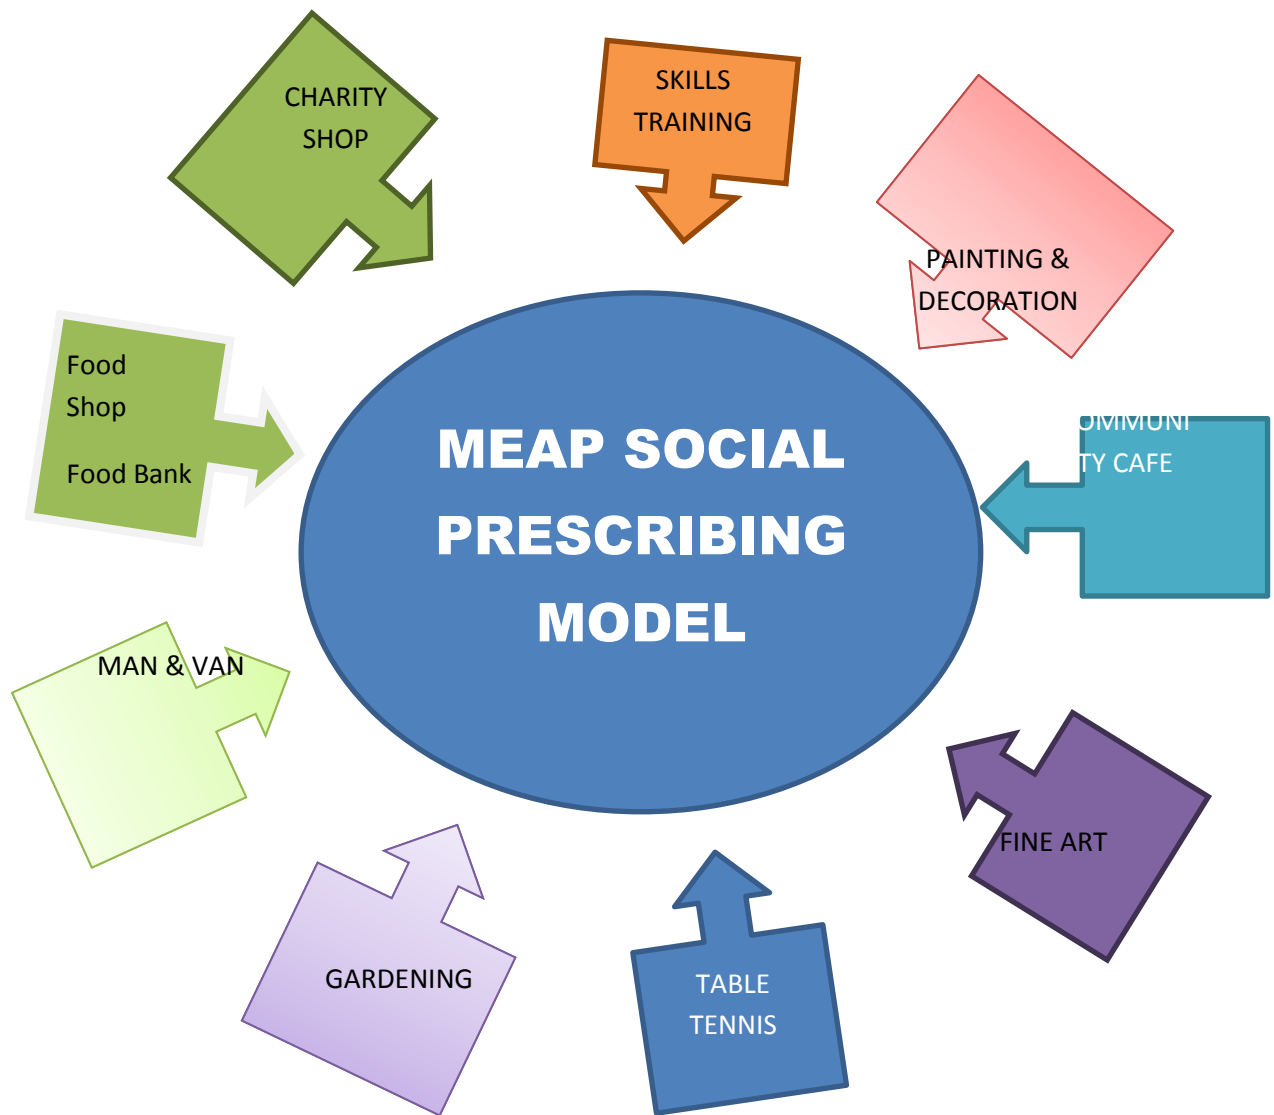 CHARITY
SHOP
SKILLS
TRAINING
PAINTING &
DECORATION
Food
Shop
Food Bank
OMMUNI
TY CAFE
MEAP SOCIAL
PRESCRIBING
MODEL
MAN & VAN
FINE ART
GARDENING
TABLE
TENNIS